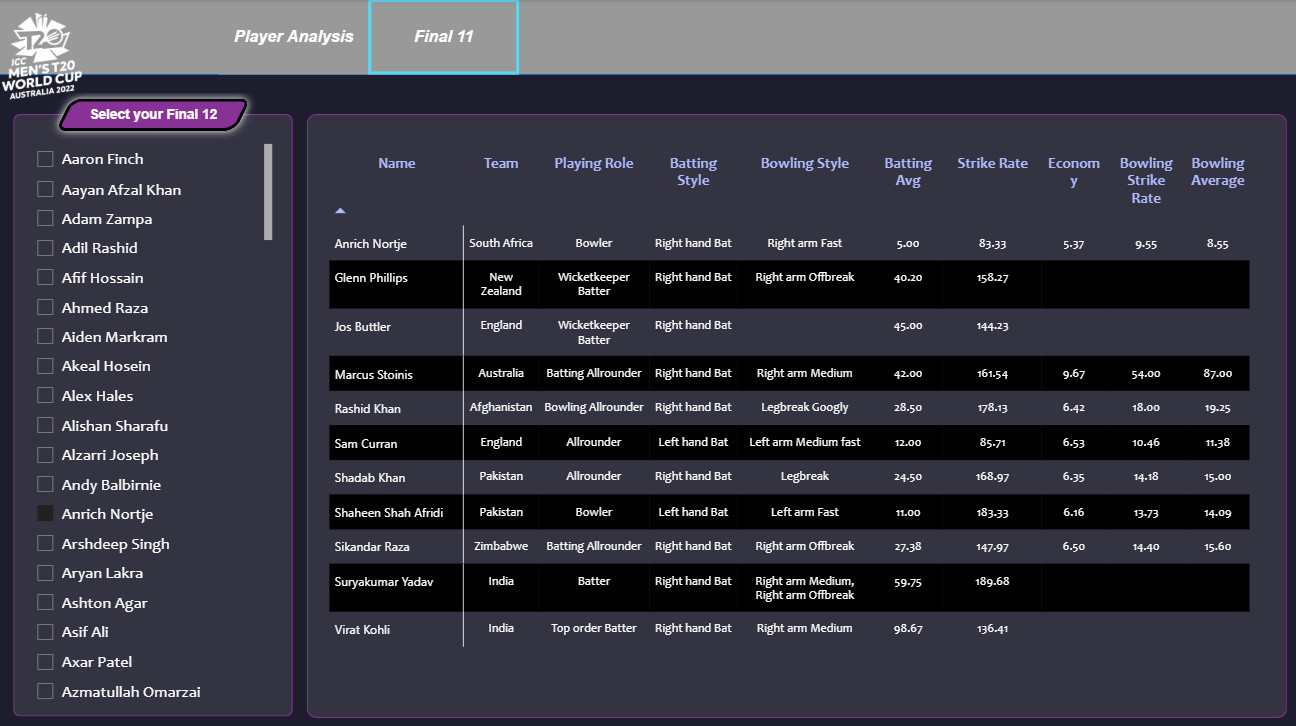 Player Analysis
Final 11
T20
ICC
MEN'S T20
WORLD CUP
AUSTRALIA 2022
Select your Final 12
Aaron Finch
Aayan Afzal Khan
Adam Zampa
Adil Rashid
Afif Hossain
Ahmed Raza
Aiden Markram
Akeal Hosein
Alex Hales
Alishan Sharafu
Alzarri Joseph
Andy Balbirnie
Anrich Nortje
Arshdeep Singh
Aryan Lakra
Ashton Agar
Asif Ali
Axar Patel
Azmatullah Omarzai
Name Team Playing Role Batting Bowling Style Batting Strike Rate Econom Bowling Bowling
Style Avg y Strike Average
Rate
Anrich Nortje South Africa Bowler Right hand Bat Right arm Fast 5.00 83.33 5.37 9.55 8.55
Glenn Phillips New Wicketkeeper Right hand Bat Right arm Offbreak 40.20 158.27
Zealand Batter
Jos Buttler England Wicketkeeper Right hand Bat 45.00 144.23
Batter
Marcus Stoinis Australia Batting Allrounder Right hand Bat Right arm Medium 42.00 161.54 9.67 54.00 87.00
Rashid Khan Afghanistan Bowling Allrounder Right hand Bat Legbreak Googly 28.50 178.13 6.42 18.00 19.25
Sam Curran England Allrounder Left hand Bat Left arm Medium fast 12.00 85.71 6.53 10.46 11.38
Shadab Khan Pakistan Allrounder Right hand Bat Legbreak 24.50 168.97 6.35 14.18 15.00
Shaheen Shah Afridi Pakistan Bowler Left hand Bat Left arm Fast 11.00 183.33 6.16 13.73 14.09
Sikandar Raza Zimbabwe Batting Allrounder Right hand Bat Right arm Offbreak 27.38 147.97 6.50 14.40 15.60
Suryakumar Yadav India Batter Right hand Bat Right arm Medium, 59.75 189.68
Right arm Offbreak
Virat Kohli India Top order Batter Right hand Bat Right arm Medium 98.67 136.41